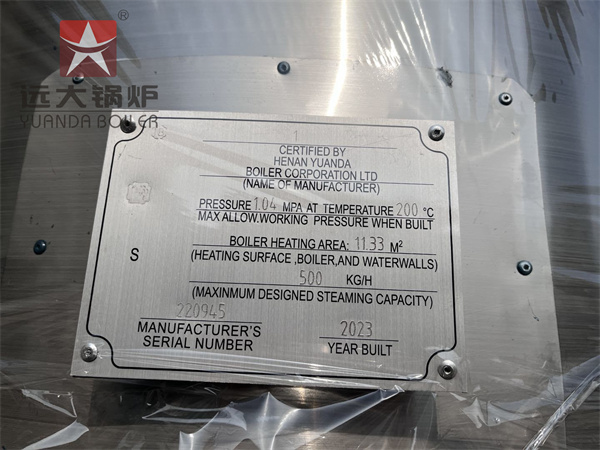 远大锅炉
YUANDA BOILER
1
CERTIFIED BY
HENAN YUANDA
BOILER CORPORATION LTD
(NAME OF MANUFACTURER)
PRESSURE 1.04 MPA AT TEMPERATURE 200 °C
MAX ALLOW.WORKING PRESSURE WHEN BUILT
BOILER HEATING AREA: 11.33 M²
(HEATING SURFACE ,BOILER,AND WATERWALLS)
S
500 KG/H
(MAXINMUM DESIGNED STEAMING CAPACITY)
220945
MANUFACTURER'S
SERIAL NUMBER
2023
YEAR BUILT